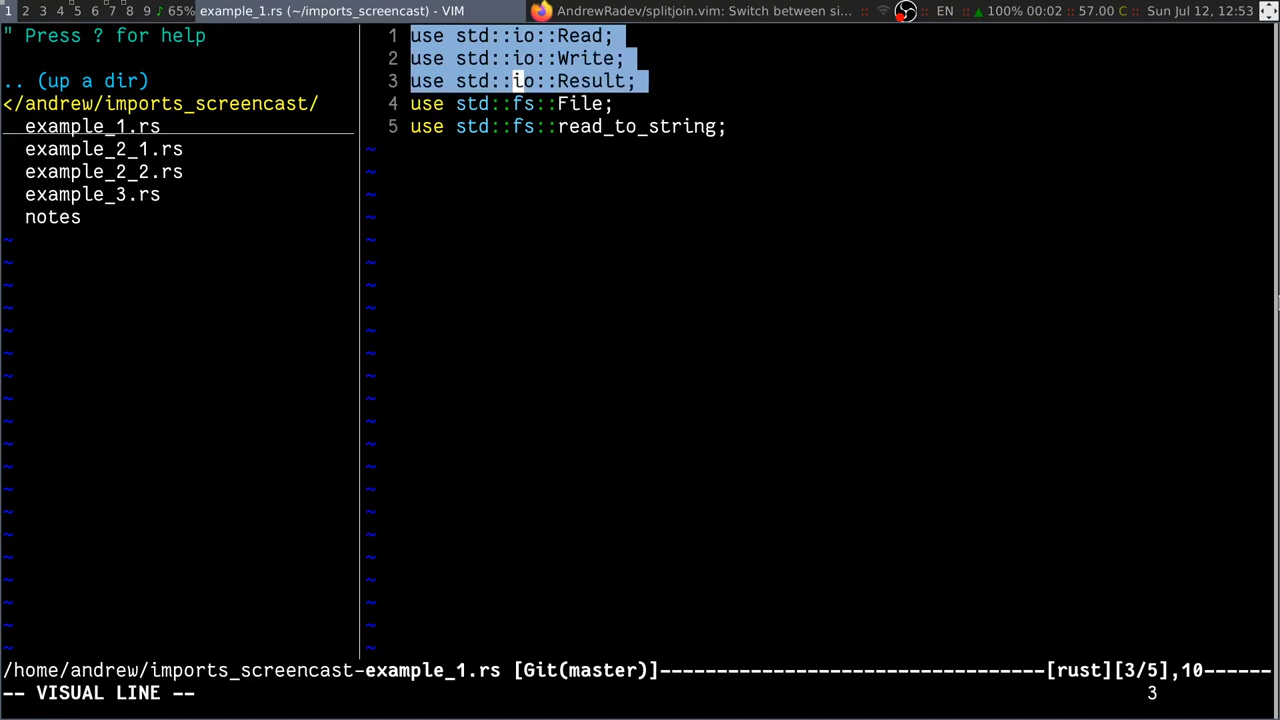 1 2 3 4 5 6 7 8 9 ♪ 65% example_1.rs (~/imports_screencast) - VIM AndrewRadev/splitjoin.vim: Switch between si... :: :: EN :: ▲ 100% 00:02 :: 57.00 C :: Sun Jul 12, 12:53
" Press ? for help
.. (up a dir)
</andrew/imports_screencast/
example_1.rs
example_2_1.rs
example_2_2.rs
example_3.rs
notes
1 use std::io::Read;
2 use std::io::Write;
3 use std::io::Result;
4 use std::fs::File;
5 use std::fs::read_to_string;
/home/andrew/imports_screencast-example_1.rs [Git(master)]----------------------------------[rust][3/5],10------
-- VISUAL LINE -- 3